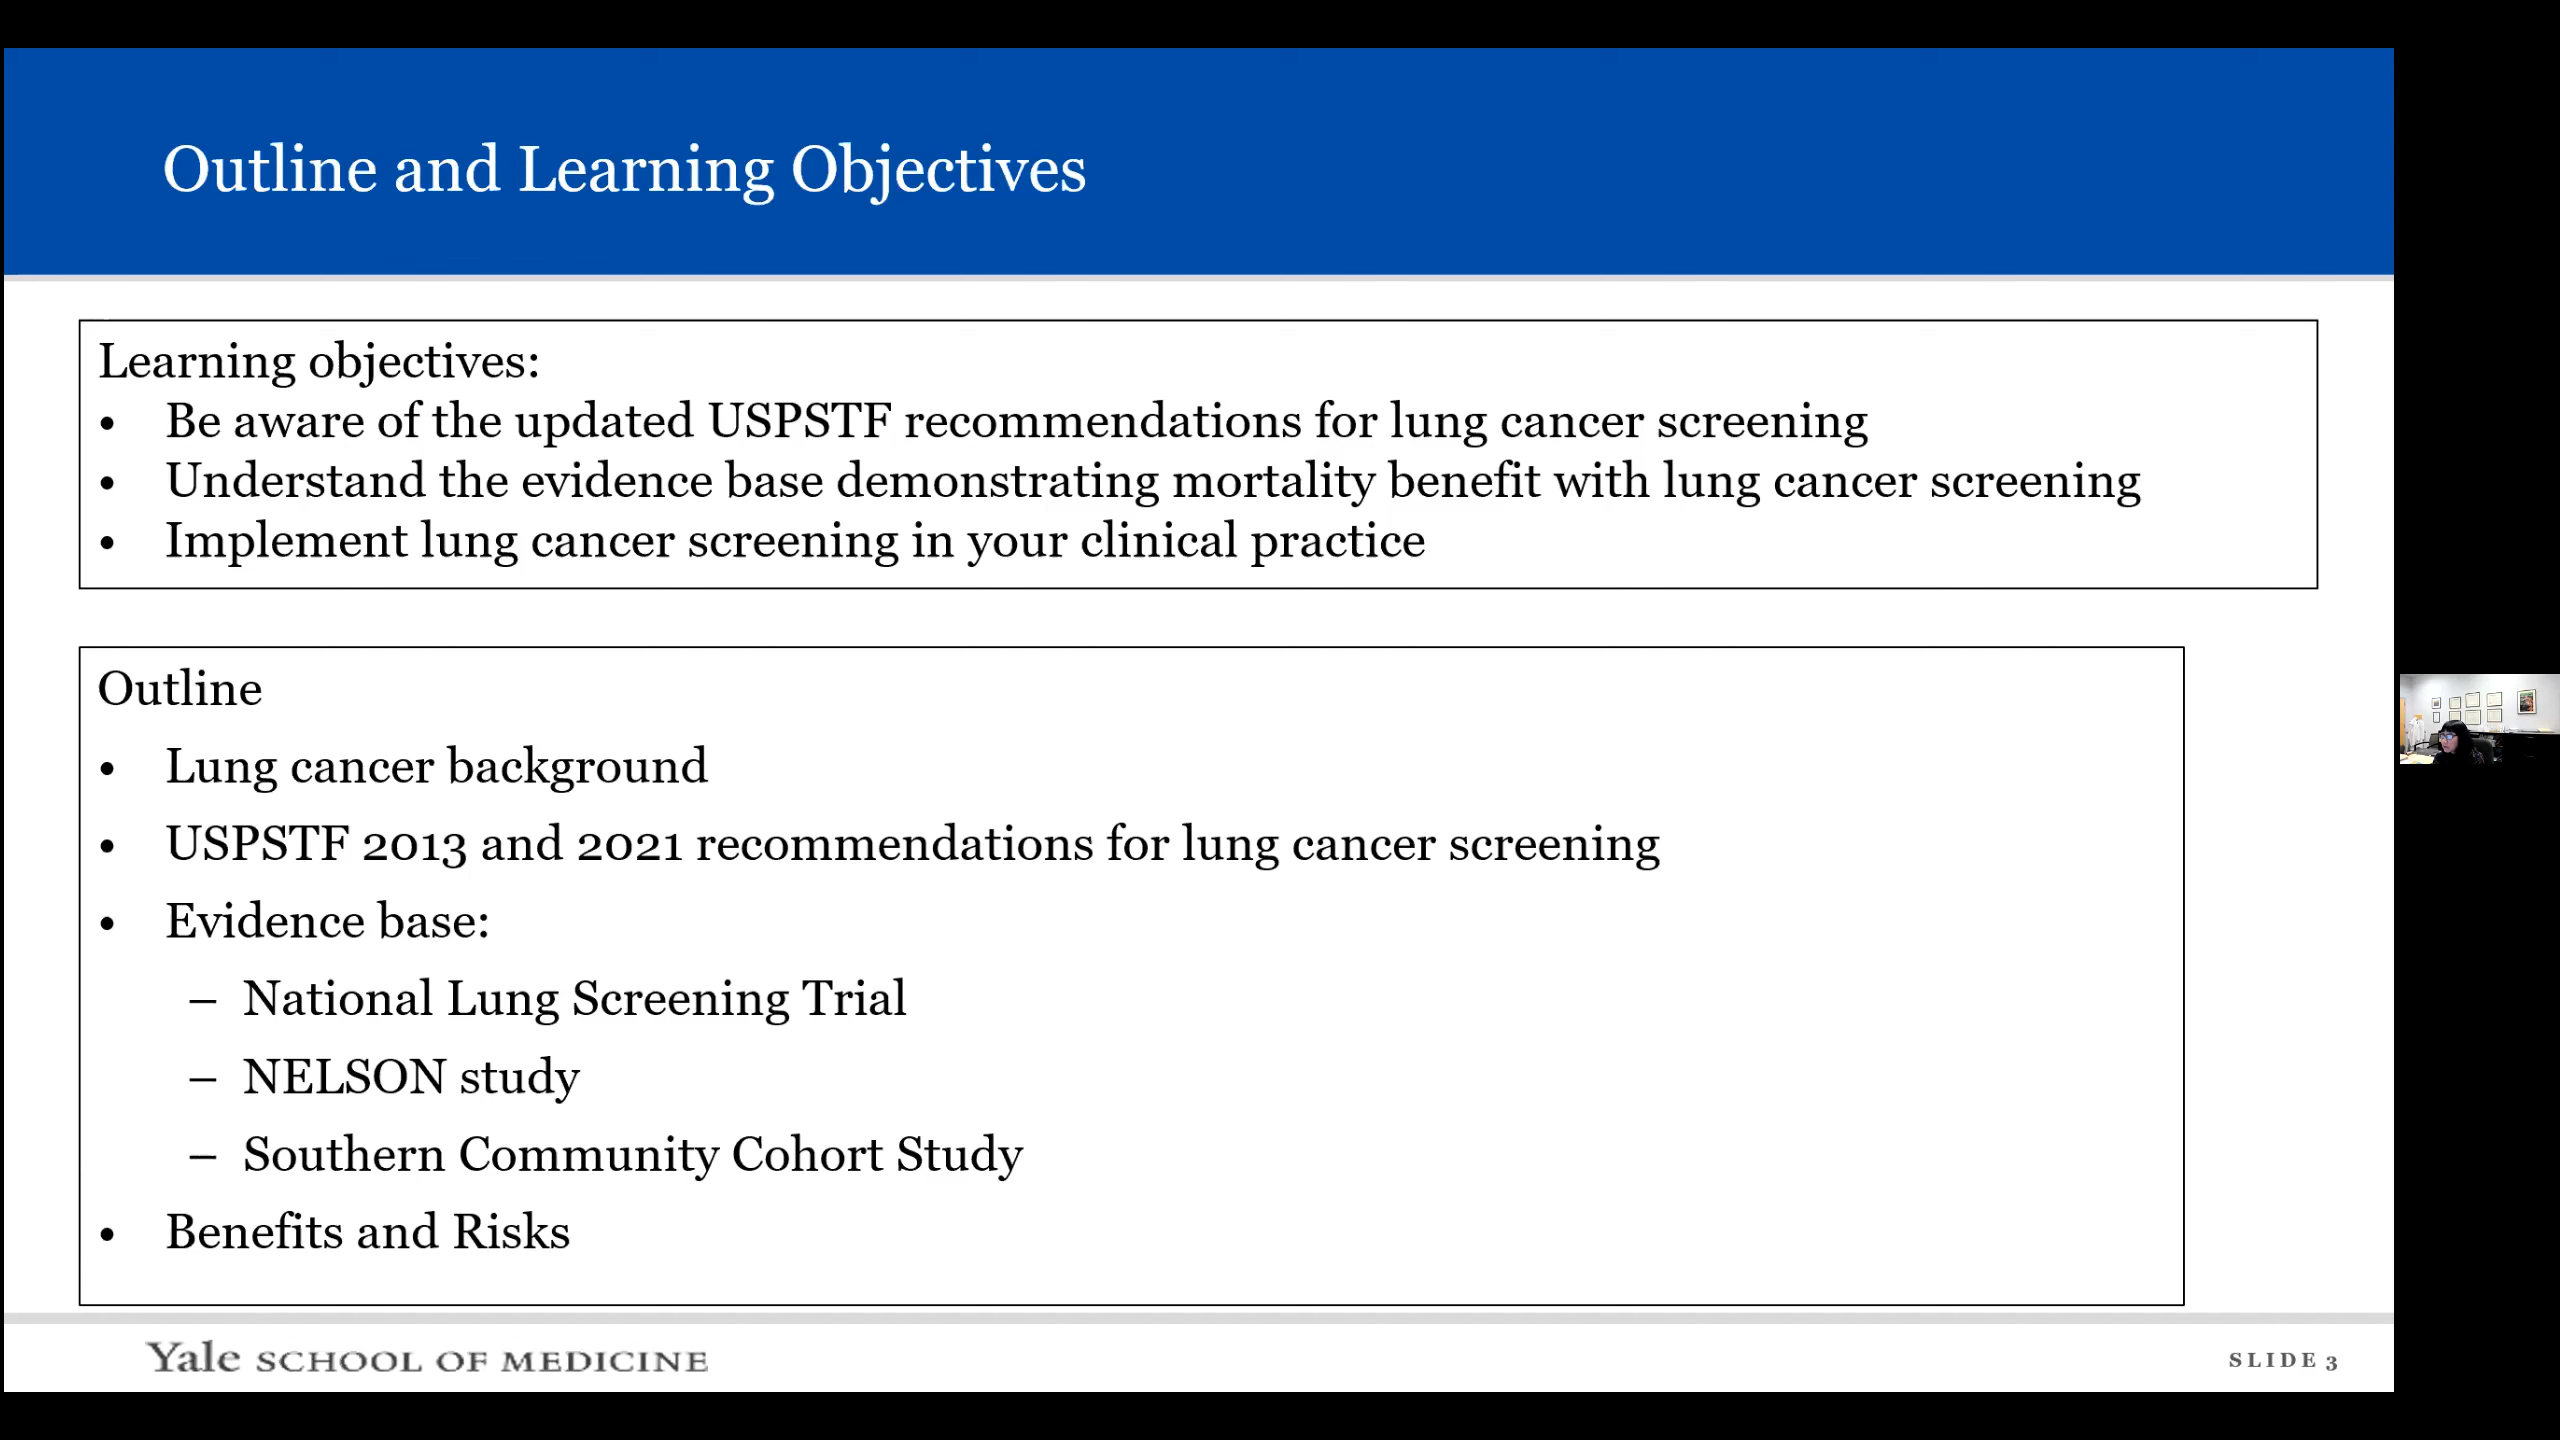 Outline and Learning Objectives
Learning objectives:
• Be aware of the updated USPSTF recommendations for lung cancer screening
• Understand the evidence base demonstrating mortality benefit with lung cancer screening
• Implement lung cancer screening in your clinical practice
Outline
• Lung cancer background
• USPSTF 2013 and 2021 recommendations for lung cancer screening
• Evidence base:
– National Lung Screening Trial
– NELSON study
– Southern Community Cohort Study
• Benefits and Risks
Yale SCHOOL OF MEDICINE
SLIDE 3